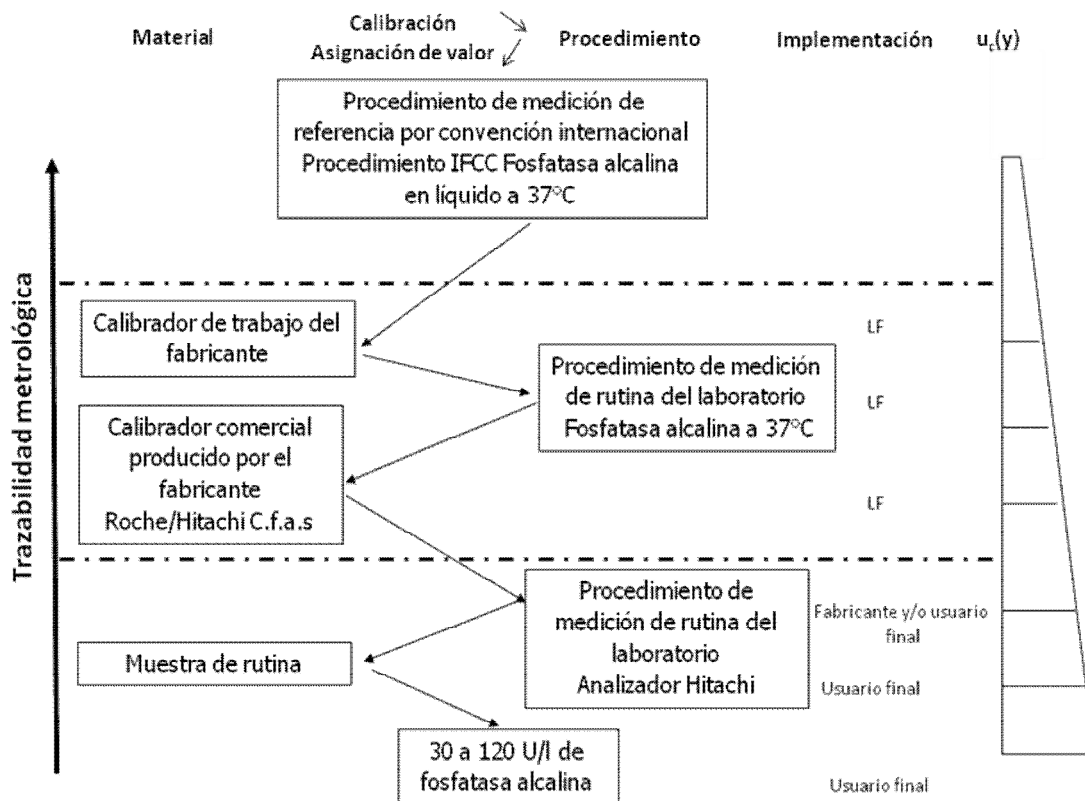 Material
Calibración
Asignación de valor
Procedimiento
Implementación
u_c(y)
Procedimiento de medición de
referencia por convención internacional
Procedimiento IFCC Fosfatasa alcalina
en líquido a 37°C
Trazabilidad metrológica
Calibrador de trabajo del
fabricante
LF
Procedimiento de medición
de rutina del laboratorio
Fosfatasa alcalina a 37°C
LF
Calibrador comercial
producido por el
fabricante
Roche/Hitachi C.f.a.s
LF
Procedimiento de
medición de rutina del
laboratorio
Analizador Hitachi
Fabricante y/o usuario
final
Muestra de rutina
Usuario final
30 a 120 U/l de
fosfatasa alcalina
Usuario final